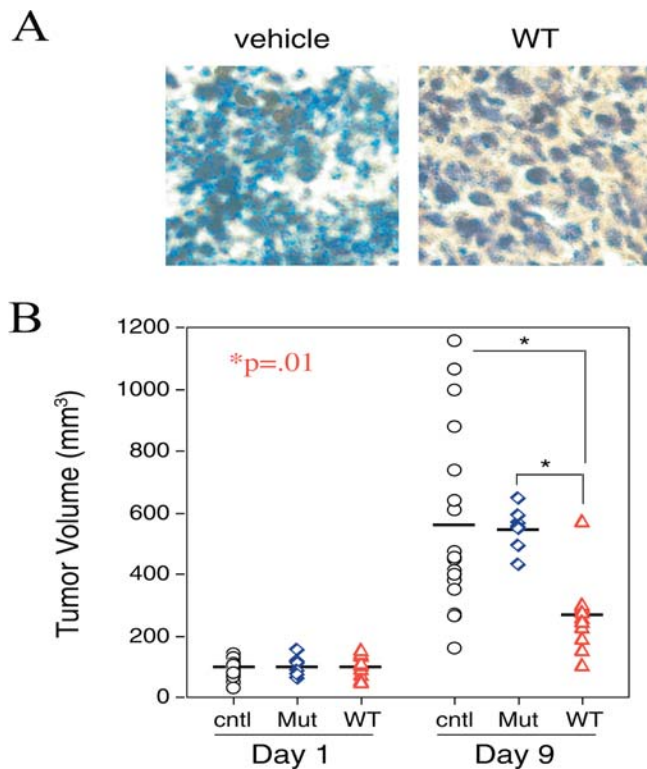 A
vehicle WT
B
Tumor Volume (mm³)
1200
1000
800
600
400
200
0
*p=.01
*
*
cntl Mut WT cntl Mut WT
Day 1 Day 9